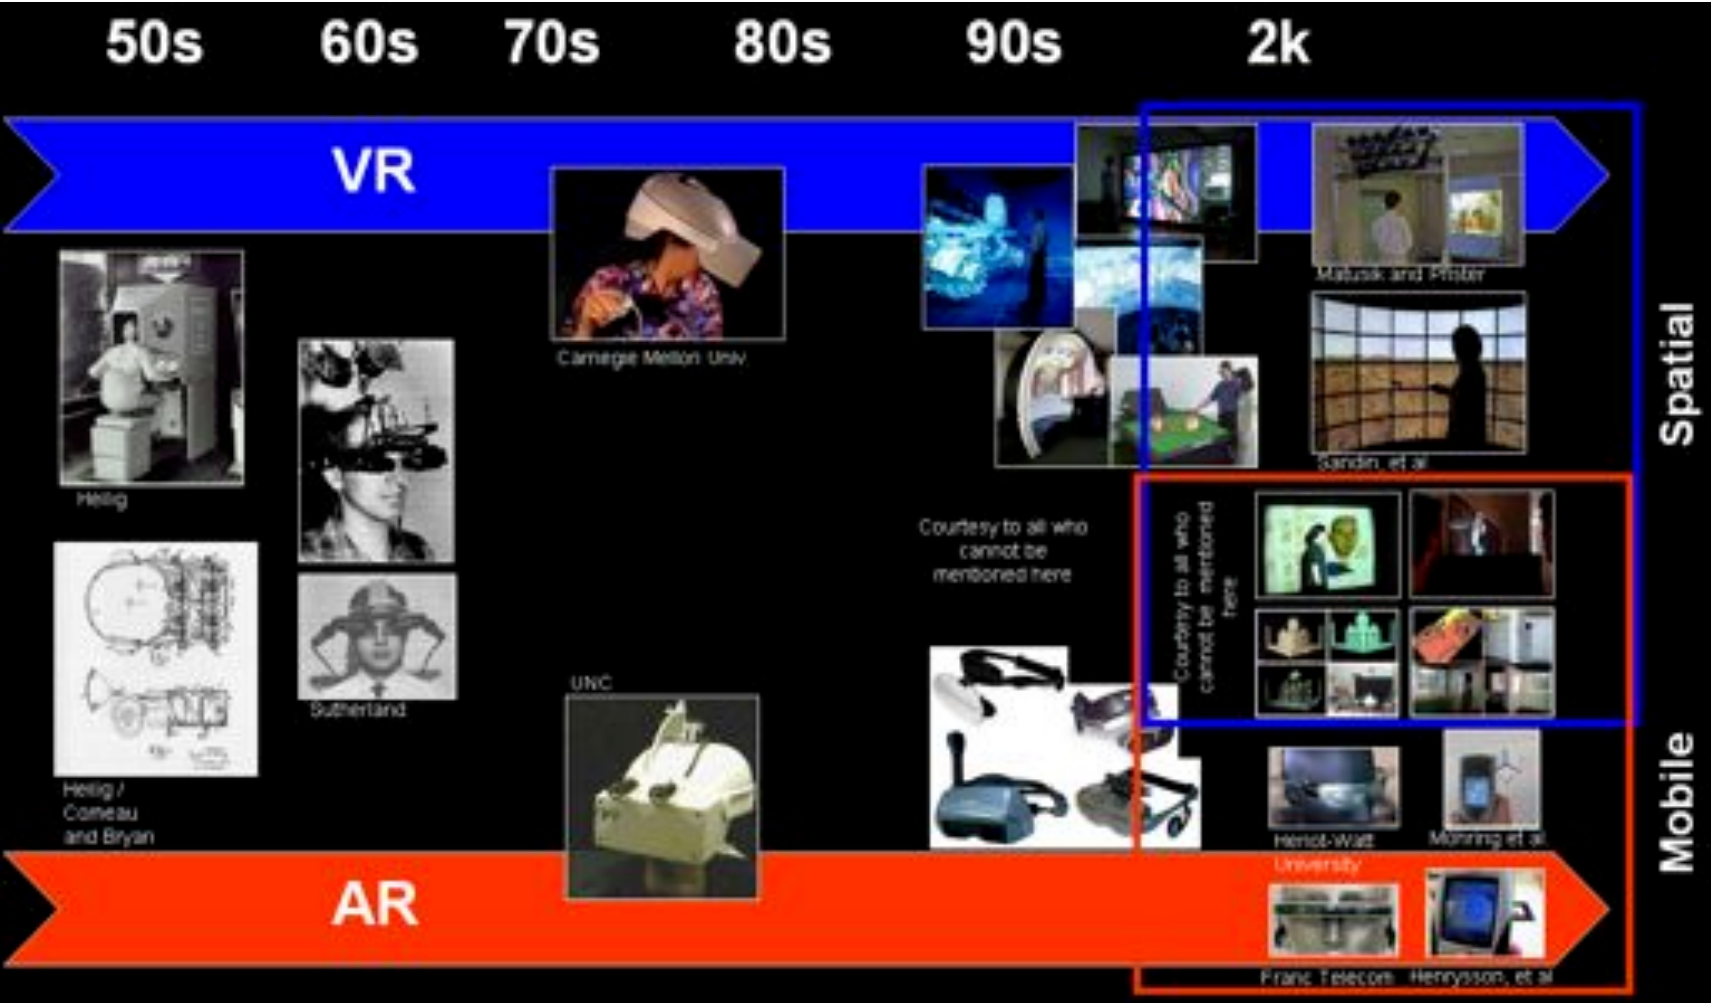 50s 60s 70s 80s 90s 2k
VR
Matusik and Pfister
Carnegie Mellon Univ.
Sandin, et al.
Heilig
Spatial
Courtesy to all who
cannot be
mentioned here
Courtesy to all who
cannot be mentioned
here
UNC
Sutherland
Heilig /
Comeau
and Bryan
Heriot-Watt
University
Mohring et al.
Mobile
AR
Franc Telecom
Henrysson, et al